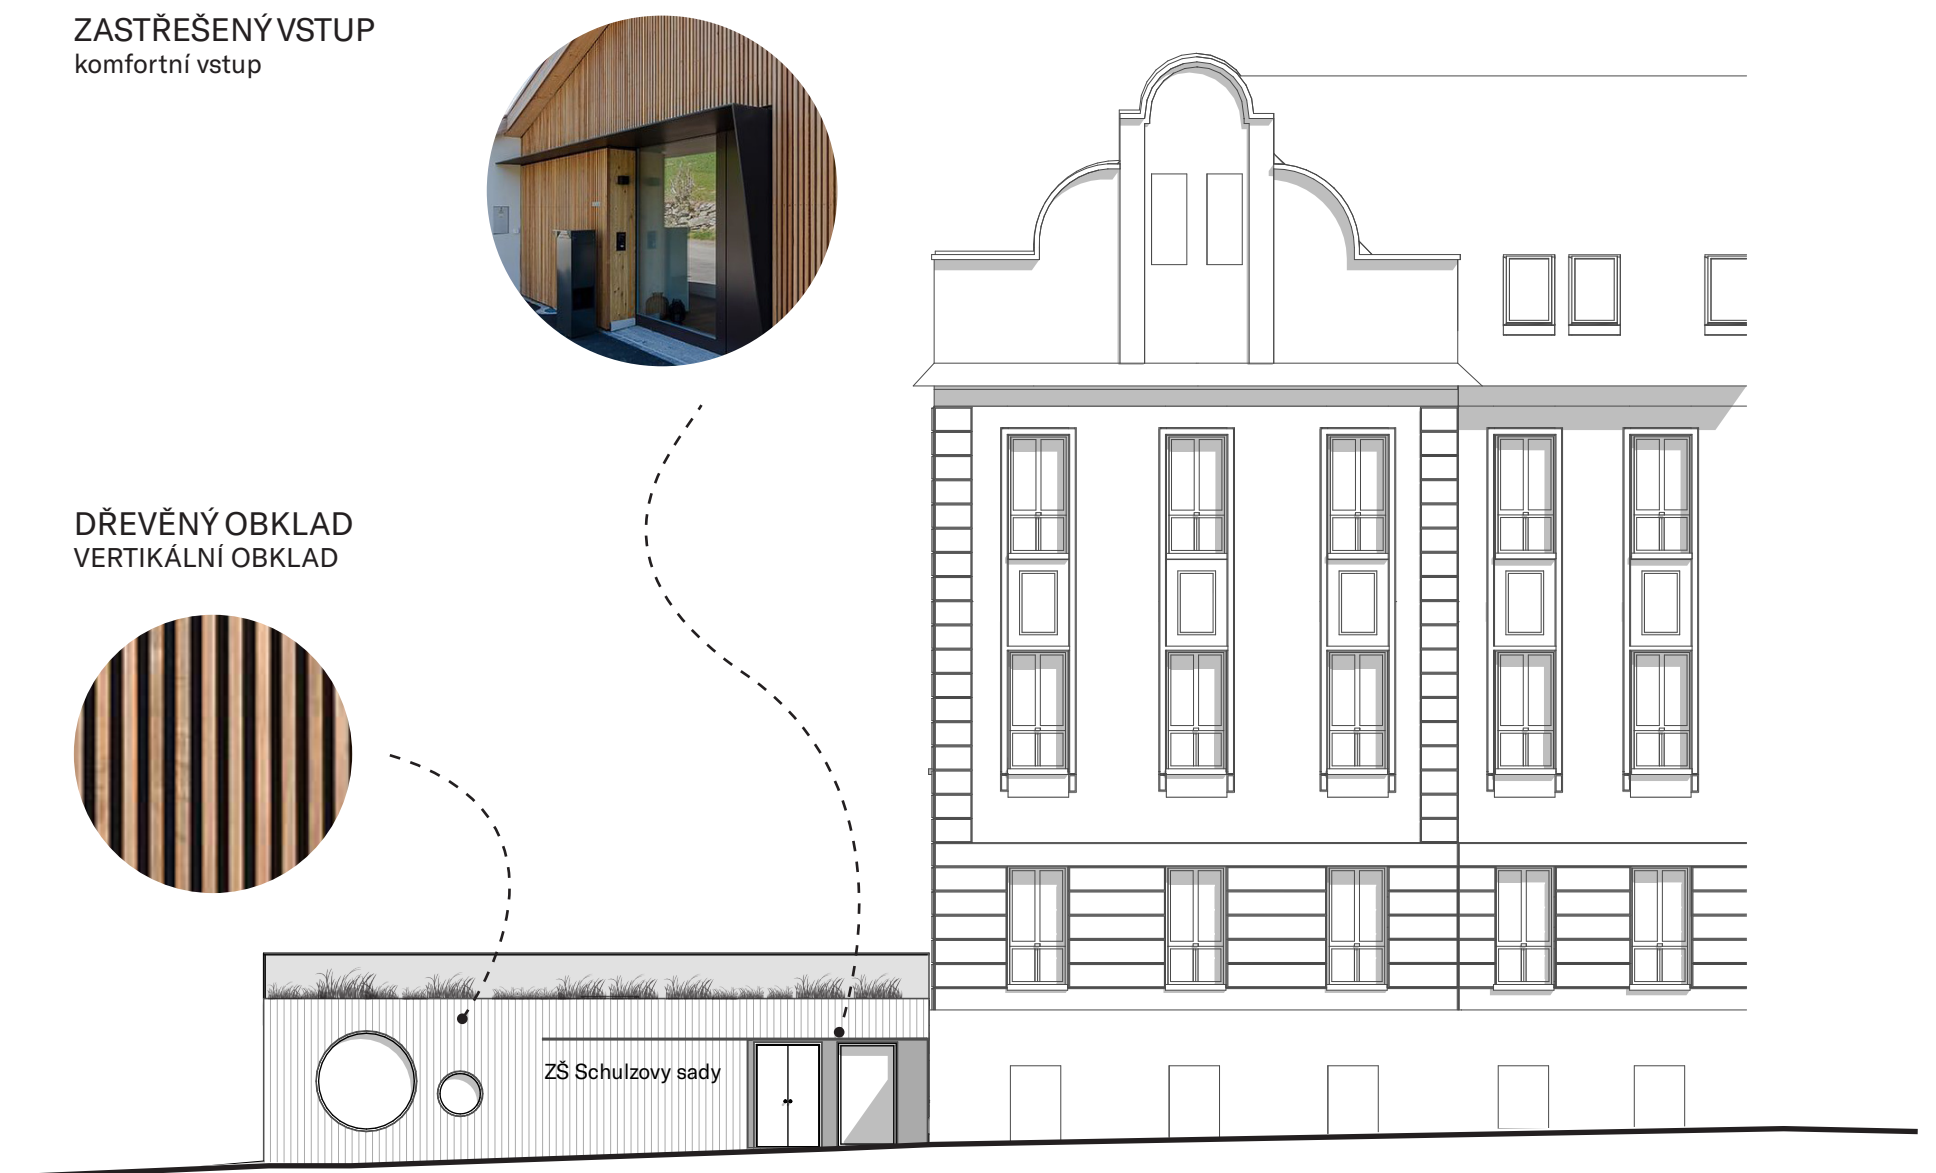 ZASTŘEŠENÝ VSTUP
komfortní vstup
DŘEVĚNÝ OBKLAD
VERTIKÁLNÍ OBKLAD
ZŠ Schulzovy sady